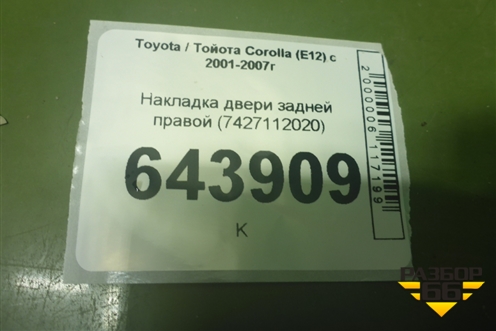 Toyota / Тойота Corolla (E12) с
2001-2007г
Накладка двери задней
правой (7427112020)
643909
К
2000006117199
РАЗБОР
66